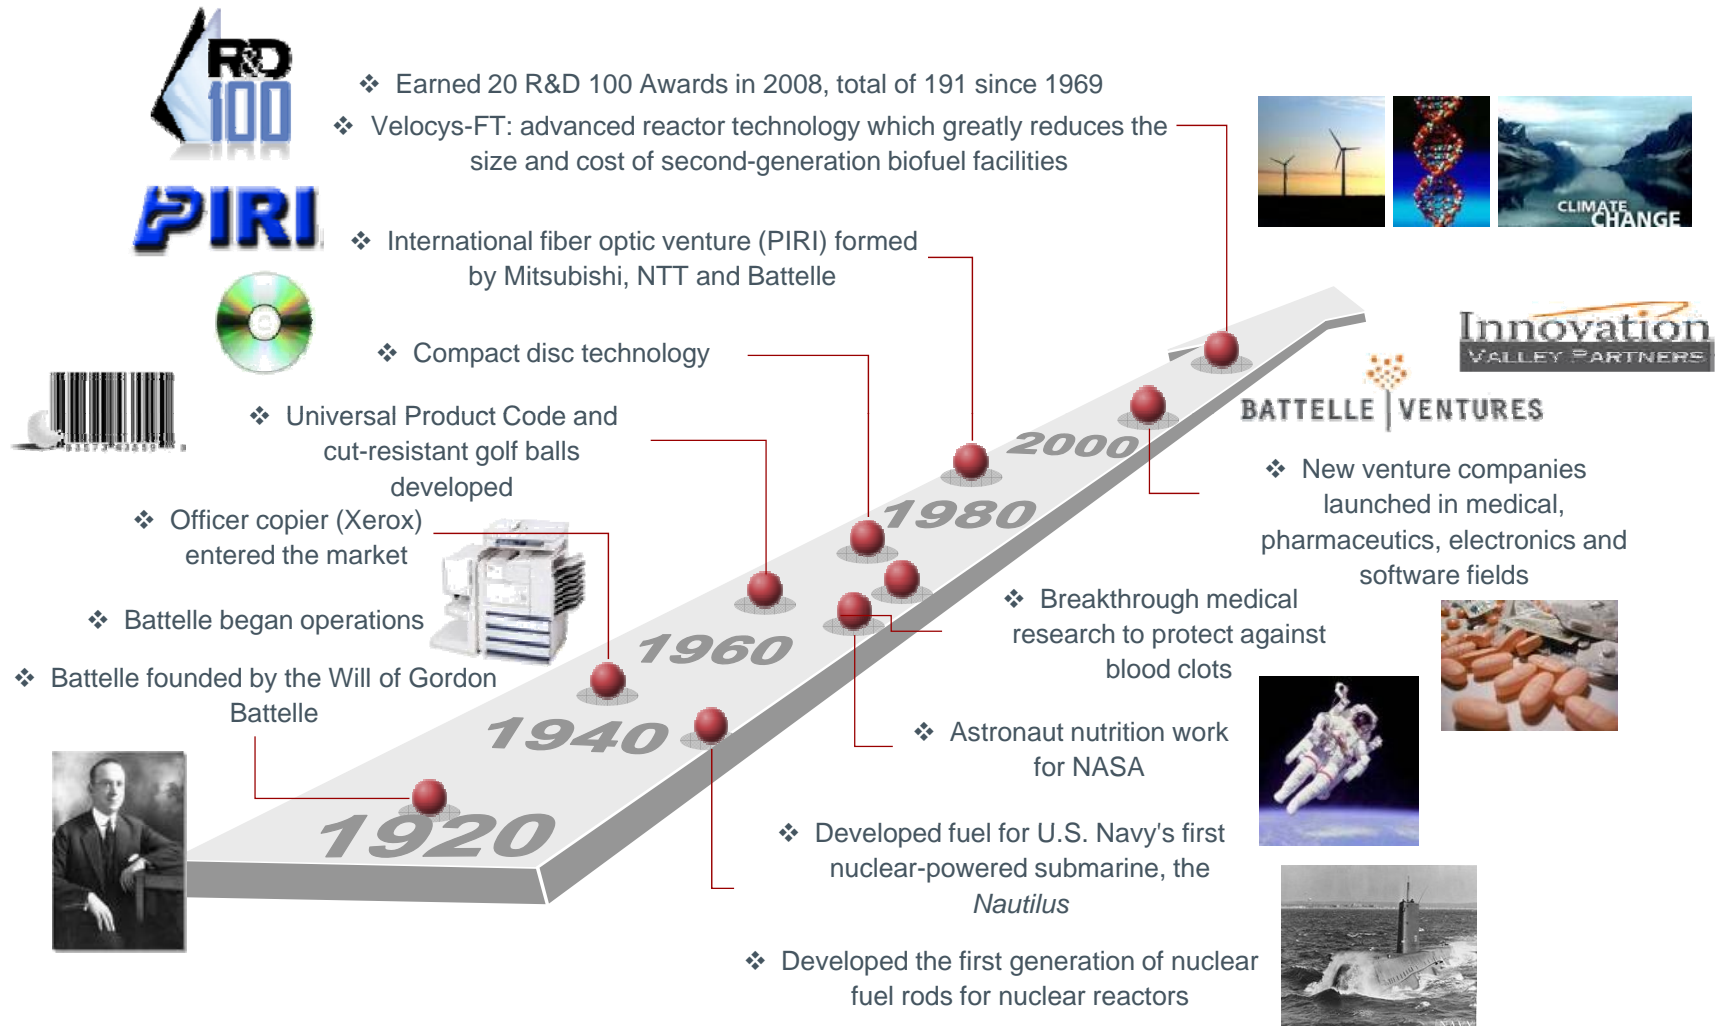 R&D
100
❖ Earned 20 R&D 100 Awards in 2008, total of 191 since 1969
❖ Velocys-FT: advanced reactor technology which greatly reduces the
size and cost of second-generation biofuel facilities
CLIMATE
CHANGE
PIRI
❖ International fiber optic venture (PIRI) formed
by Mitsubishi, NTT and Battelle
Innovation
VALLEY PARTNERS
❖ Compact disc technology
BATTELLE VENTURES
❖ Universal Product Code and
cut-resistant golf balls
developed
2000
❖ New venture companies
launched in medical,
pharmaceutics, electronics and
software fields
❖ Officer copier (Xerox)
entered the market
1980
❖ Breakthrough medical
research to protect against
blood clots
❖ Battelle began operations
1960
❖ Battelle founded by the Will of Gordon
Battelle
1940
❖ Astronaut nutrition work
for NASA
1920
❖ Developed fuel for U.S. Navy's first
nuclear-powered submarine, the
Nautilus
❖ Developed the first generation of nuclear
fuel rods for nuclear reactors